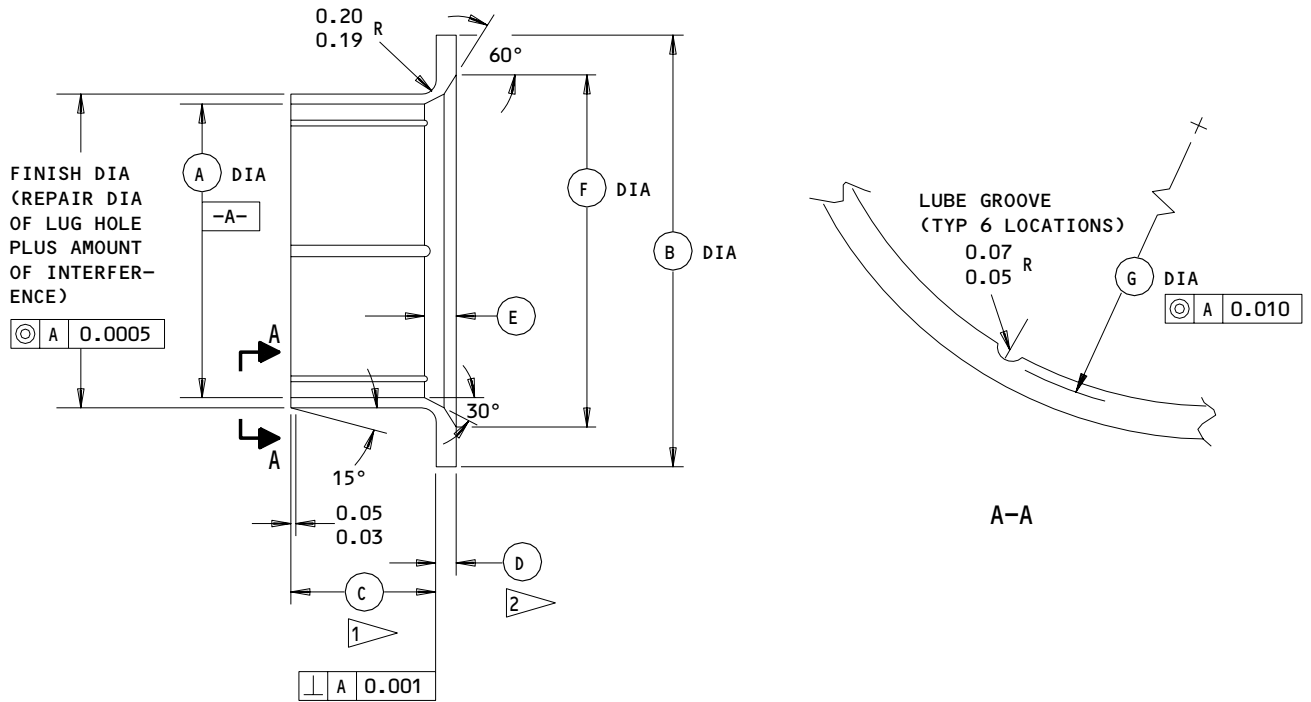 0.20
0.19 R
60°
FINISH DIA
(REPAIR DIA
OF LUG HOLE
PLUS AMOUNT
OF INTERFER-
ENCE)
◎ A 0.0005
A DIA
-A-
F DIA
B DIA
E
A
A
30°
15°
0.05
0.03
D
2
C
1
⊥ A 0.001
LUBE GROOVE
(TYP 6 LOCATIONS)
0.07
0.05 R
G DIA
◎ A 0.010
A-A